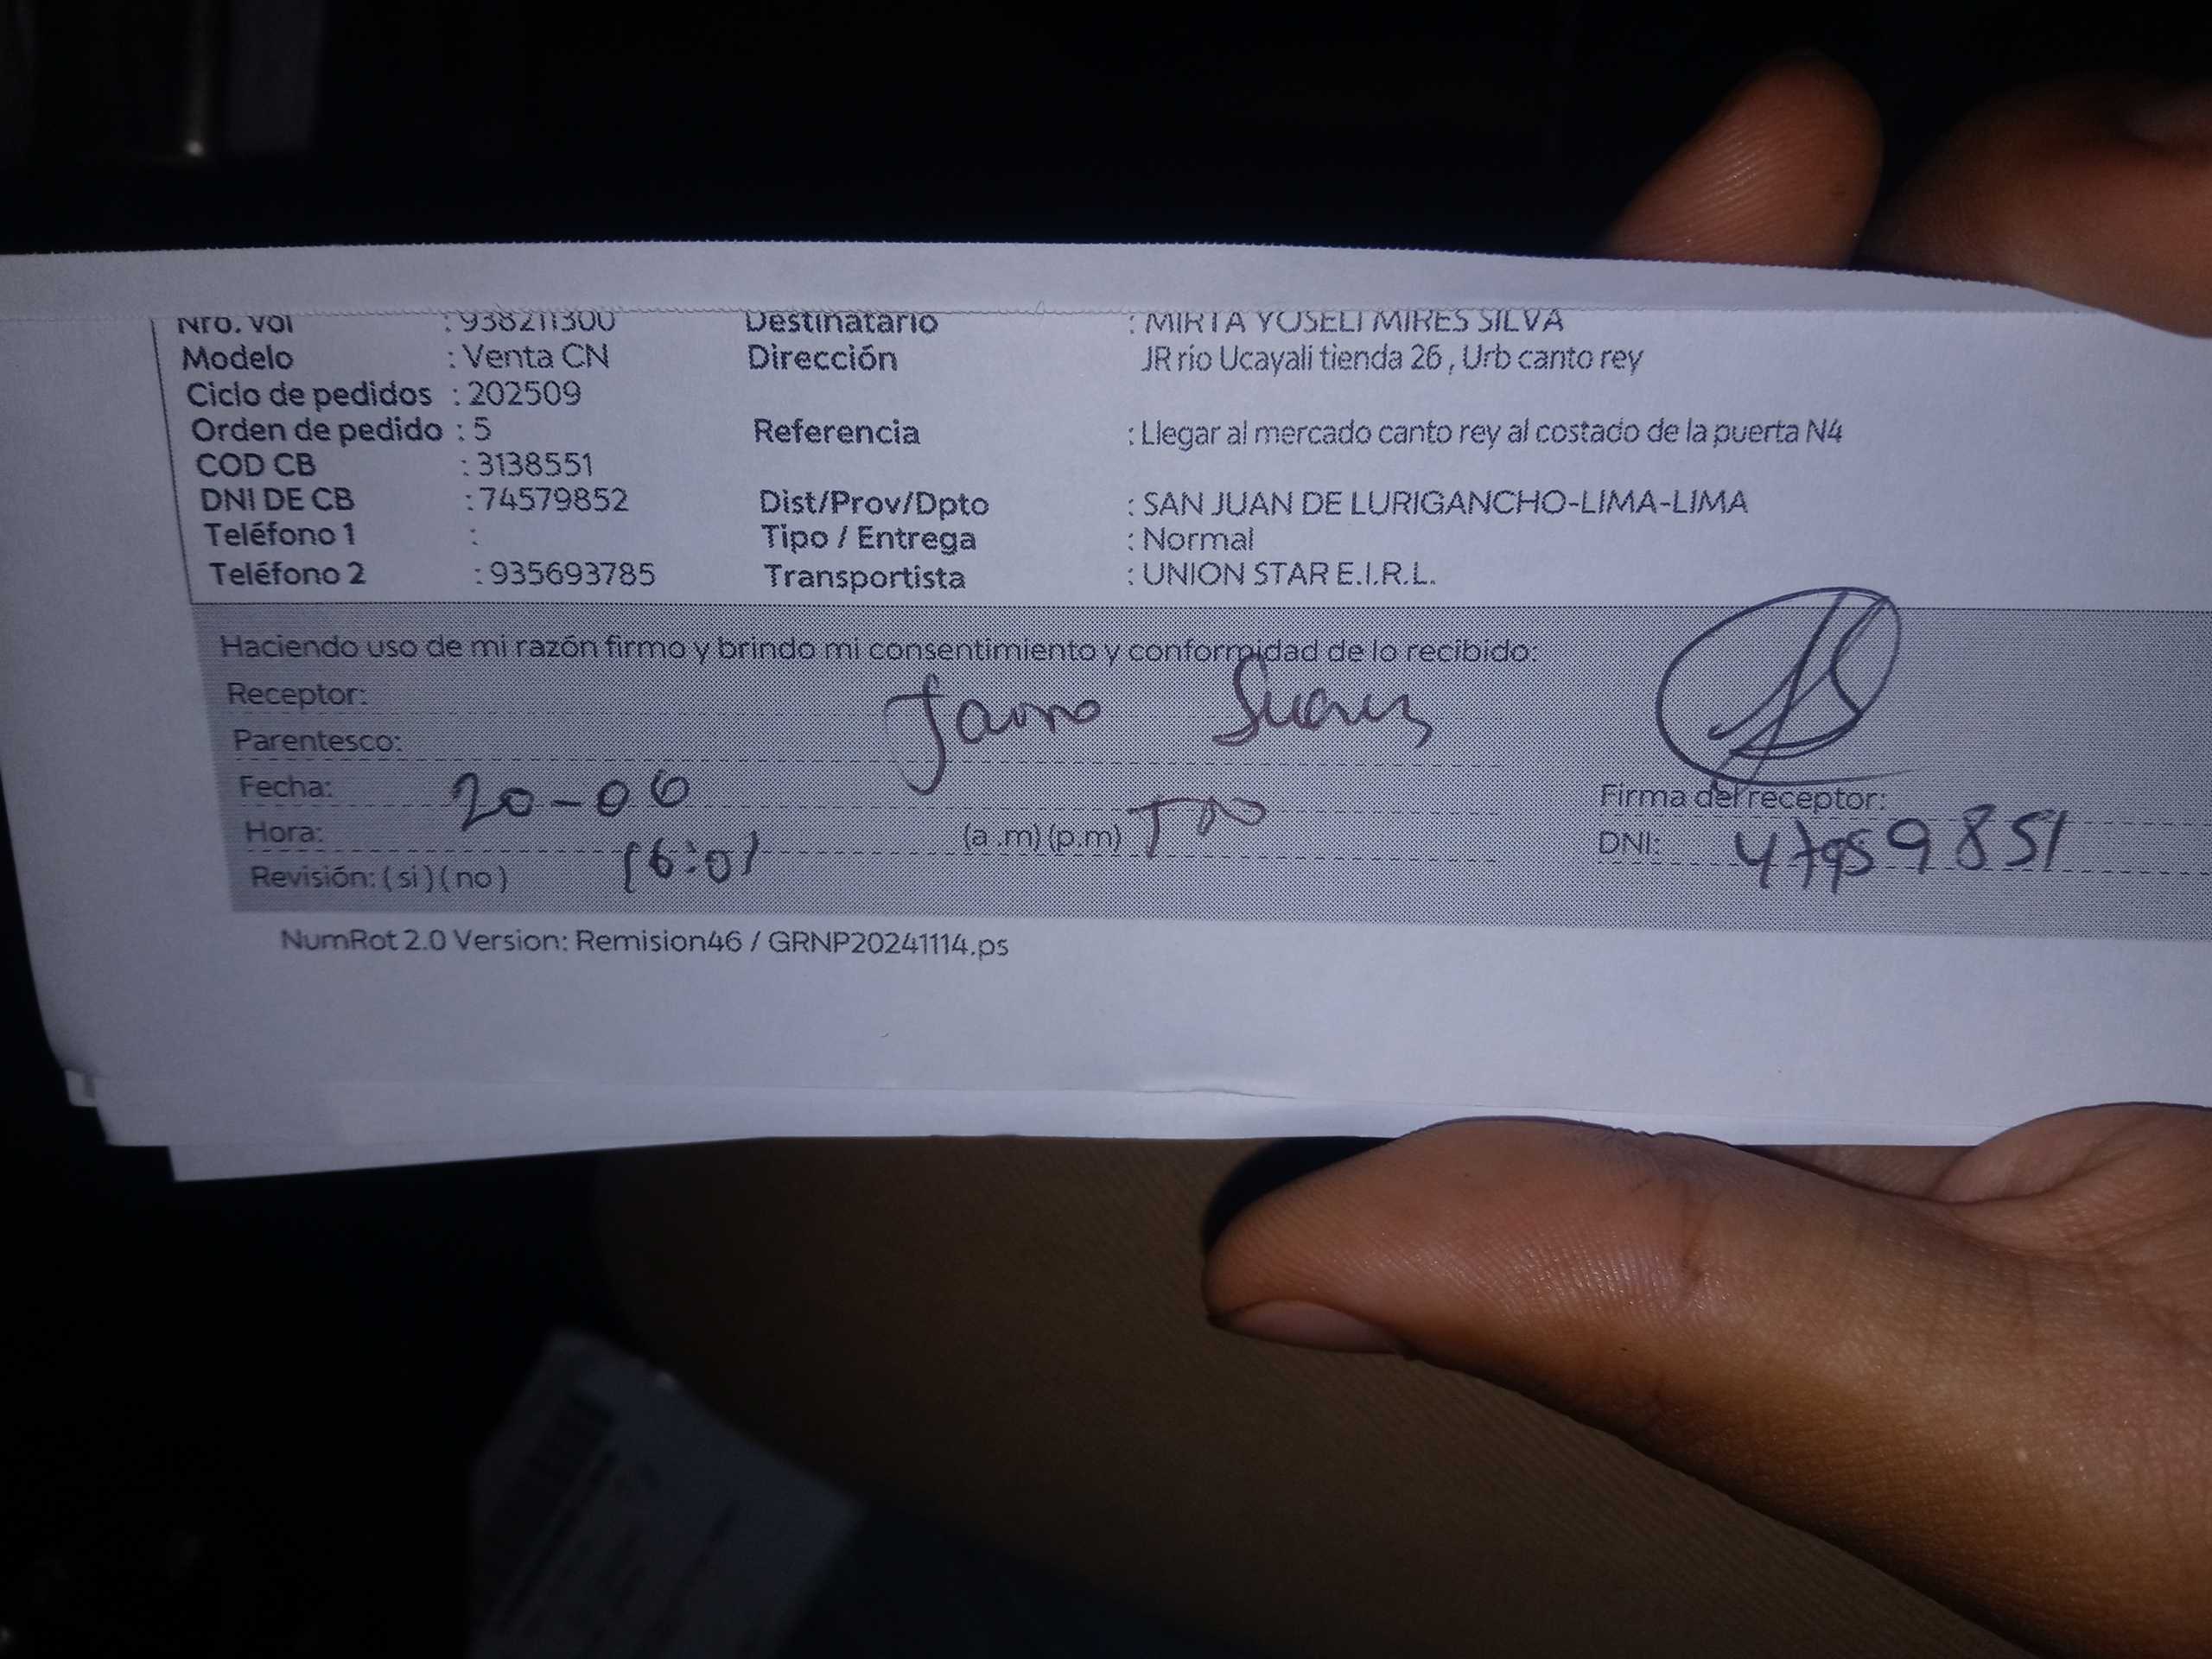 Nro. Vol : 938211300 Destinatario : MIRTA YOSELI MIRES SILVA
Modelo : Venta CN Dirección JR rio Ucayali tienda 26 , Urb canto rey
Ciclo de pedidos : 202509
Orden de pedido : 5 Referencia : Llegar al mercado canto rey al costado de la puerta N4
COD CB : 3138551
DNI DE CB : 74579852 Dist/Prov/Dpto : SAN JUAN DE LURIGANCHO-LIMA-LIMA
Teléfono 1 : Tipo / Entrega : Normal
Teléfono 2 : 935693785 Transportista : UNION STAR E.I.R.L.
Haciendo uso de mi razón firmo y brindo mi consentimiento y conformidad de lo recibido:
Receptor: Suarez
Parentesco:
Fecha: 20-06 Firma del receptor:
Hora: 16:01 (a .m) (p.m) DNI: 47959851
Revisión: ( si ) ( no )
NumRot 2.0 Version: Remision46 / GRNP20241114.ps